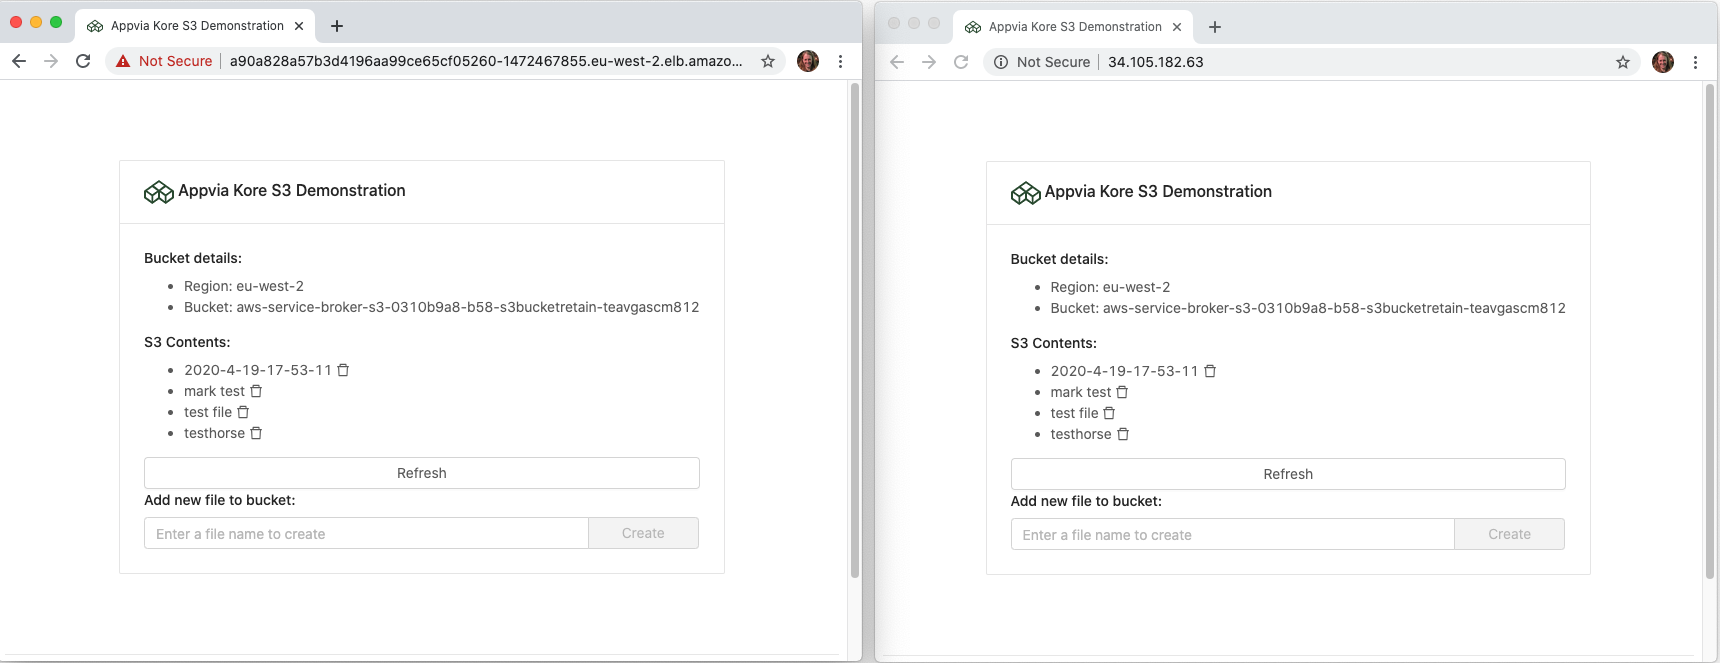 Appvia Kore S3 Demonstration
Not Secure
a90a828a57b3d4196aa99ce65cf05260-1472467855.eu-west-2.elb.amazo...
Appvia Kore S3 Demonstration
Bucket details:
Region: eu-west-2
Bucket: aws-service-broker-s3-0310b9a8-b58-s3bucketretain-teavgascm812
S3 Contents:
2020-4-19-17-53-11
mark test
test file
testhorse
Refresh
Add new file to bucket:
Enter a file name to create
Create
Appvia Kore S3 Demonstration
Not Secure
34.105.182.63
Appvia Kore S3 Demonstration
Bucket details:
Region: eu-west-2
Bucket: aws-service-broker-s3-0310b9a8-b58-s3bucketretain-teavgascm812
S3 Contents:
2020-4-19-17-53-11
mark test
test file
testhorse
Refresh
Add new file to bucket:
Enter a file name to create
Create